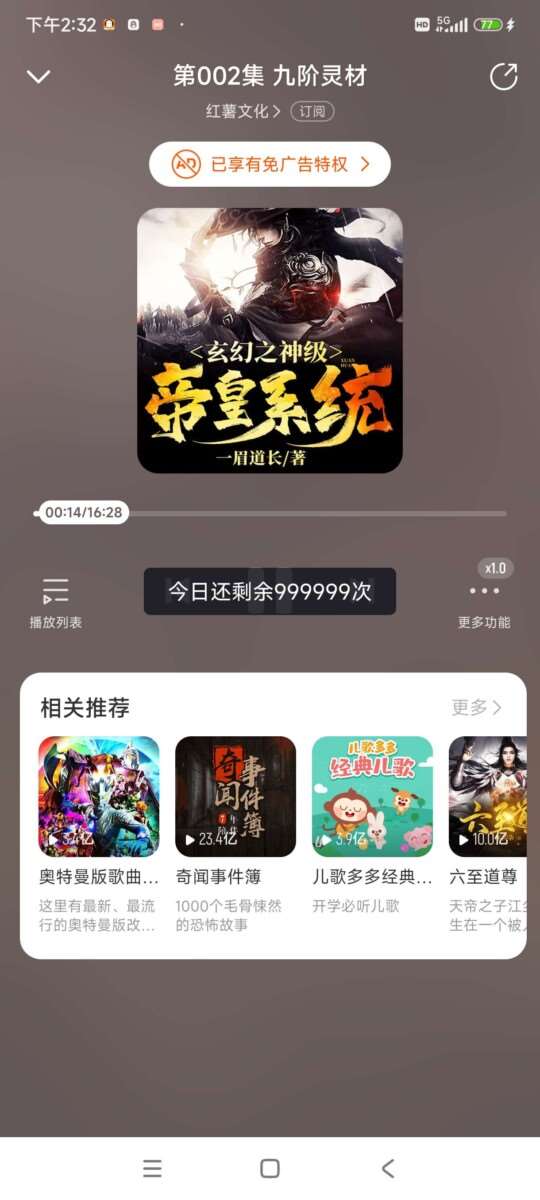 下午2:32
HD 5G 77
第002集 九阶灵材
红薯文化 订阅
AD 已享有免广告特权
<玄幻之神级>
XUAN
HUAN
帝皇系统
一眉道长/著
00:14/16:28
x1.0
今日还剩余999999次
播放列表
更多功能
相关推荐
更多
奇闻事件簿
儿歌多多
经典儿歌
六至道尊
3.4亿
23.4亿
3.9亿
10.0亿
奥特曼版歌曲…
奇闻事件簿
儿歌多多经典…
六至道尊
这里有最新、最流
行的奥特曼版改…
1000个毛骨悚然
的恐怖故事
开学必听儿歌
天帝之子江
生在一个被